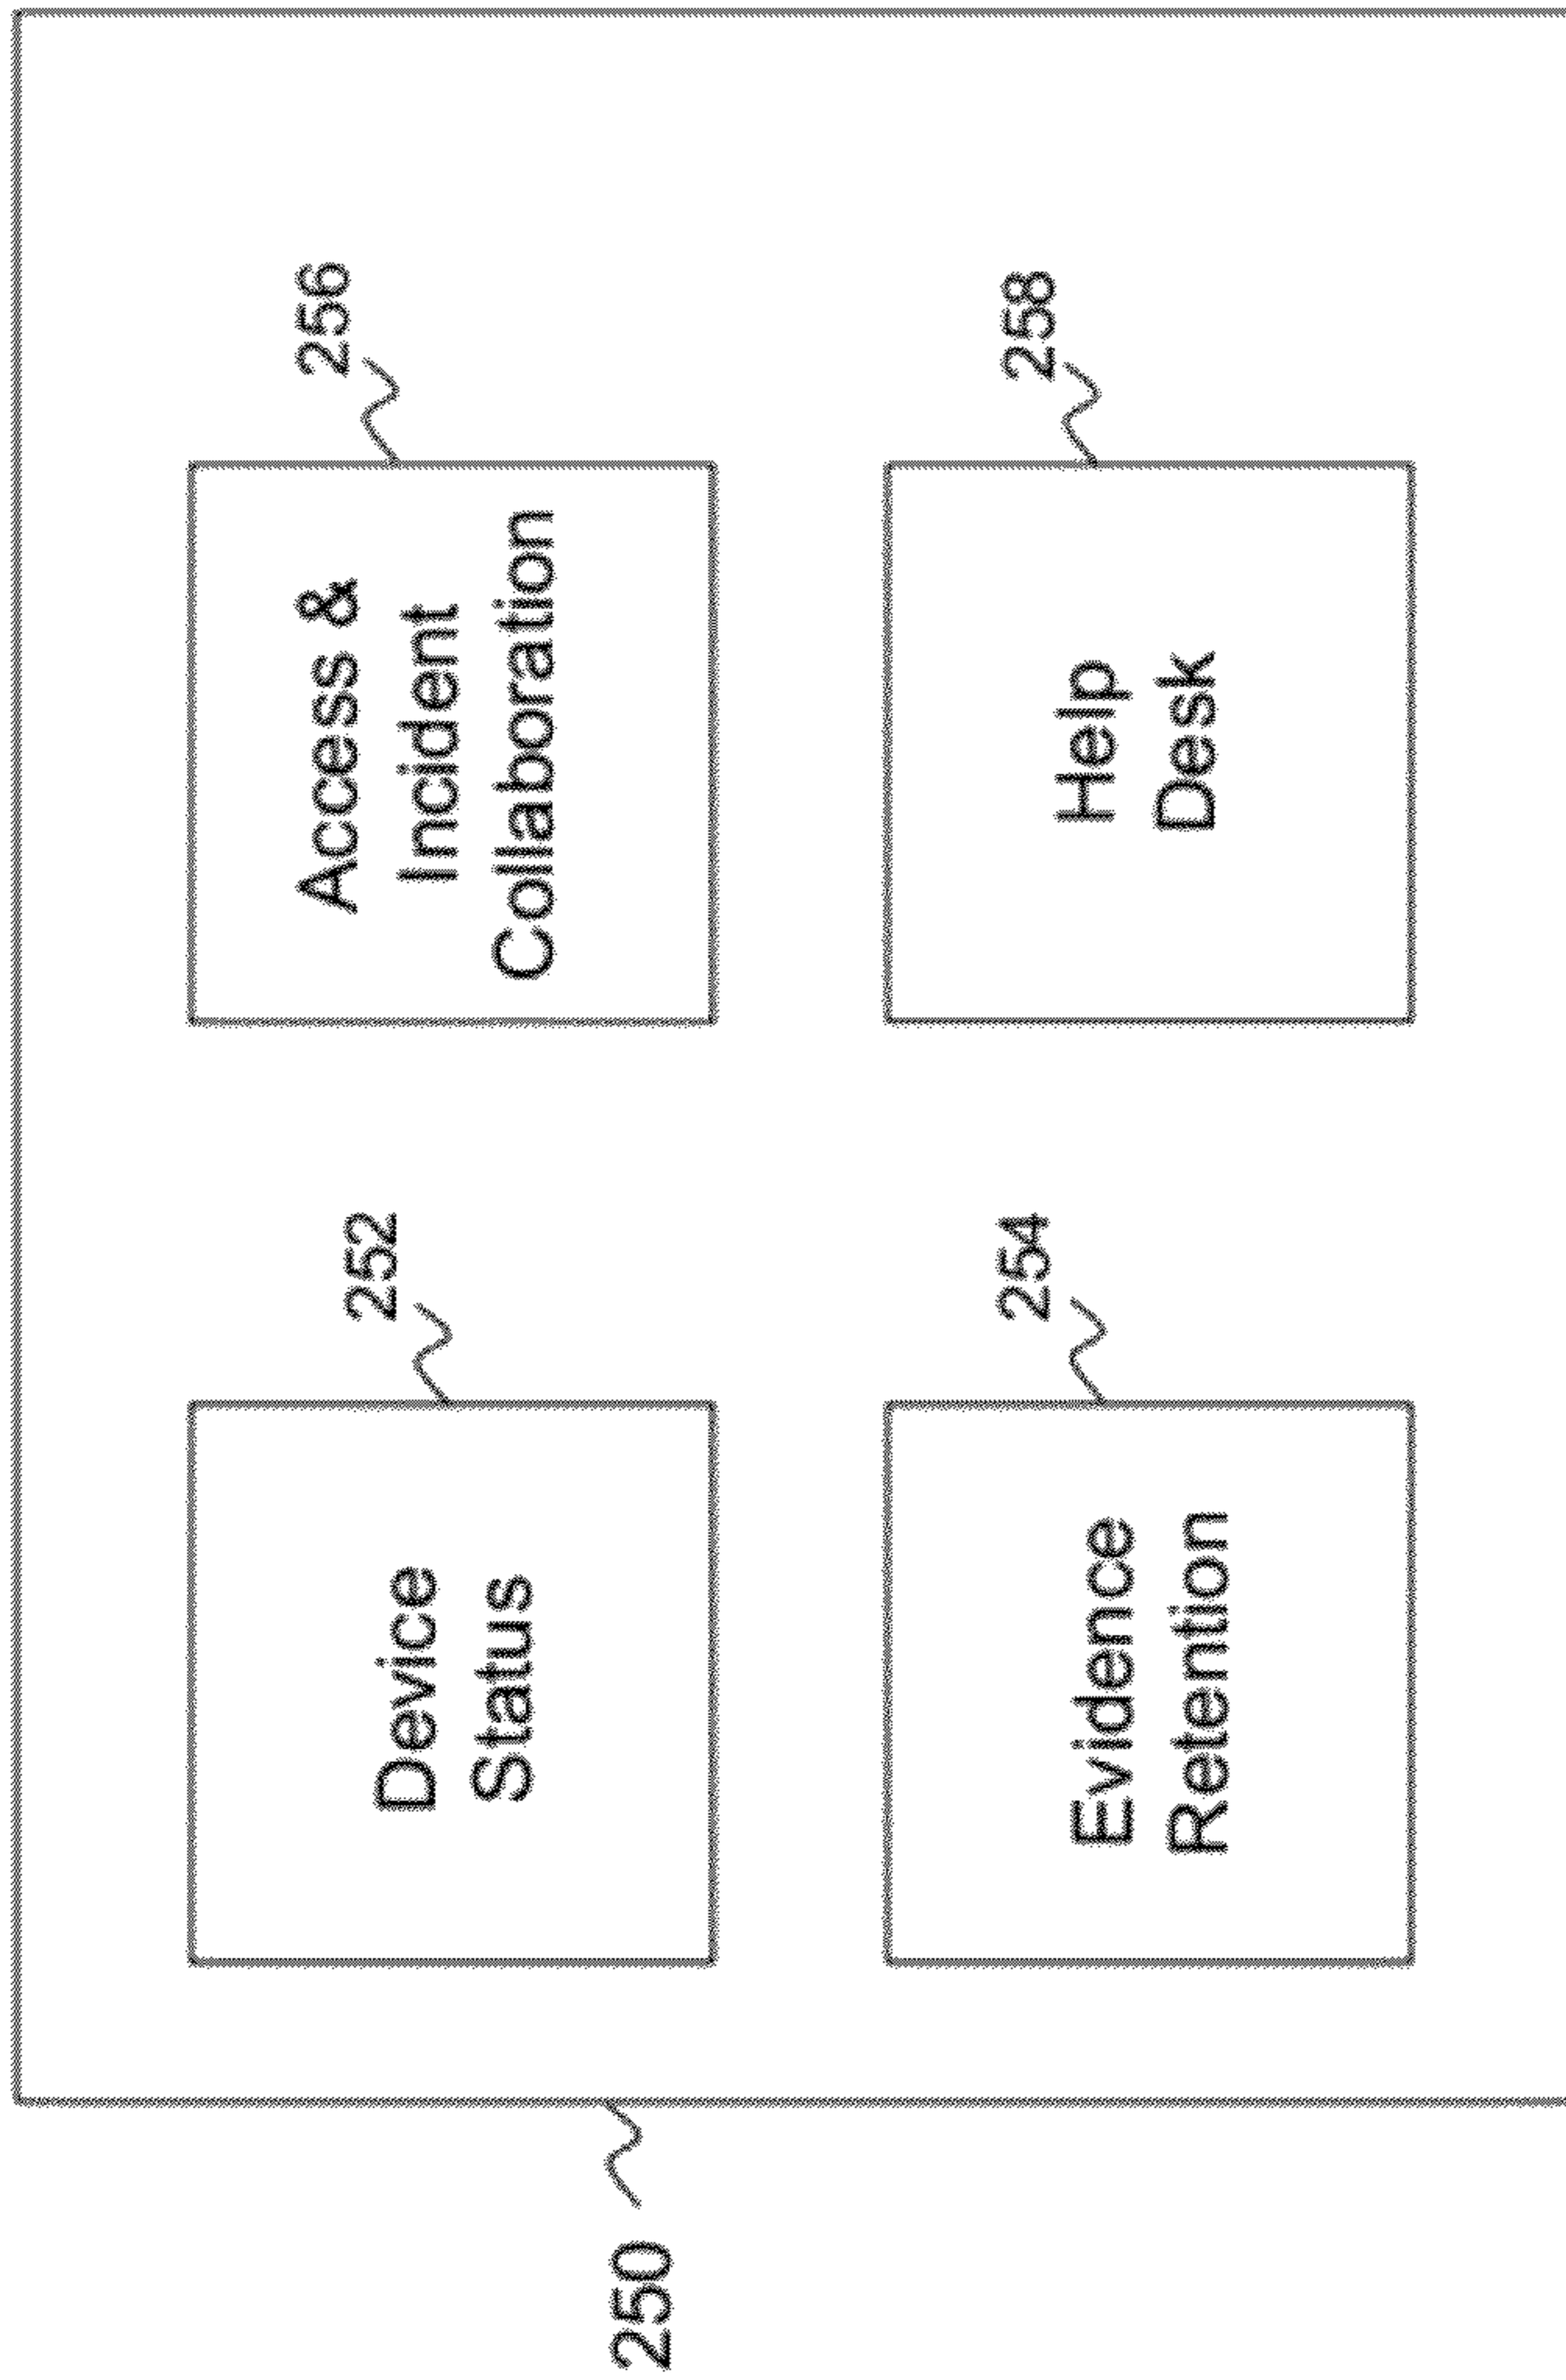 250
Device
Status
252
Access &
Incident
Collaboration
256
Evidence
Retention
254
Help
Desk
258